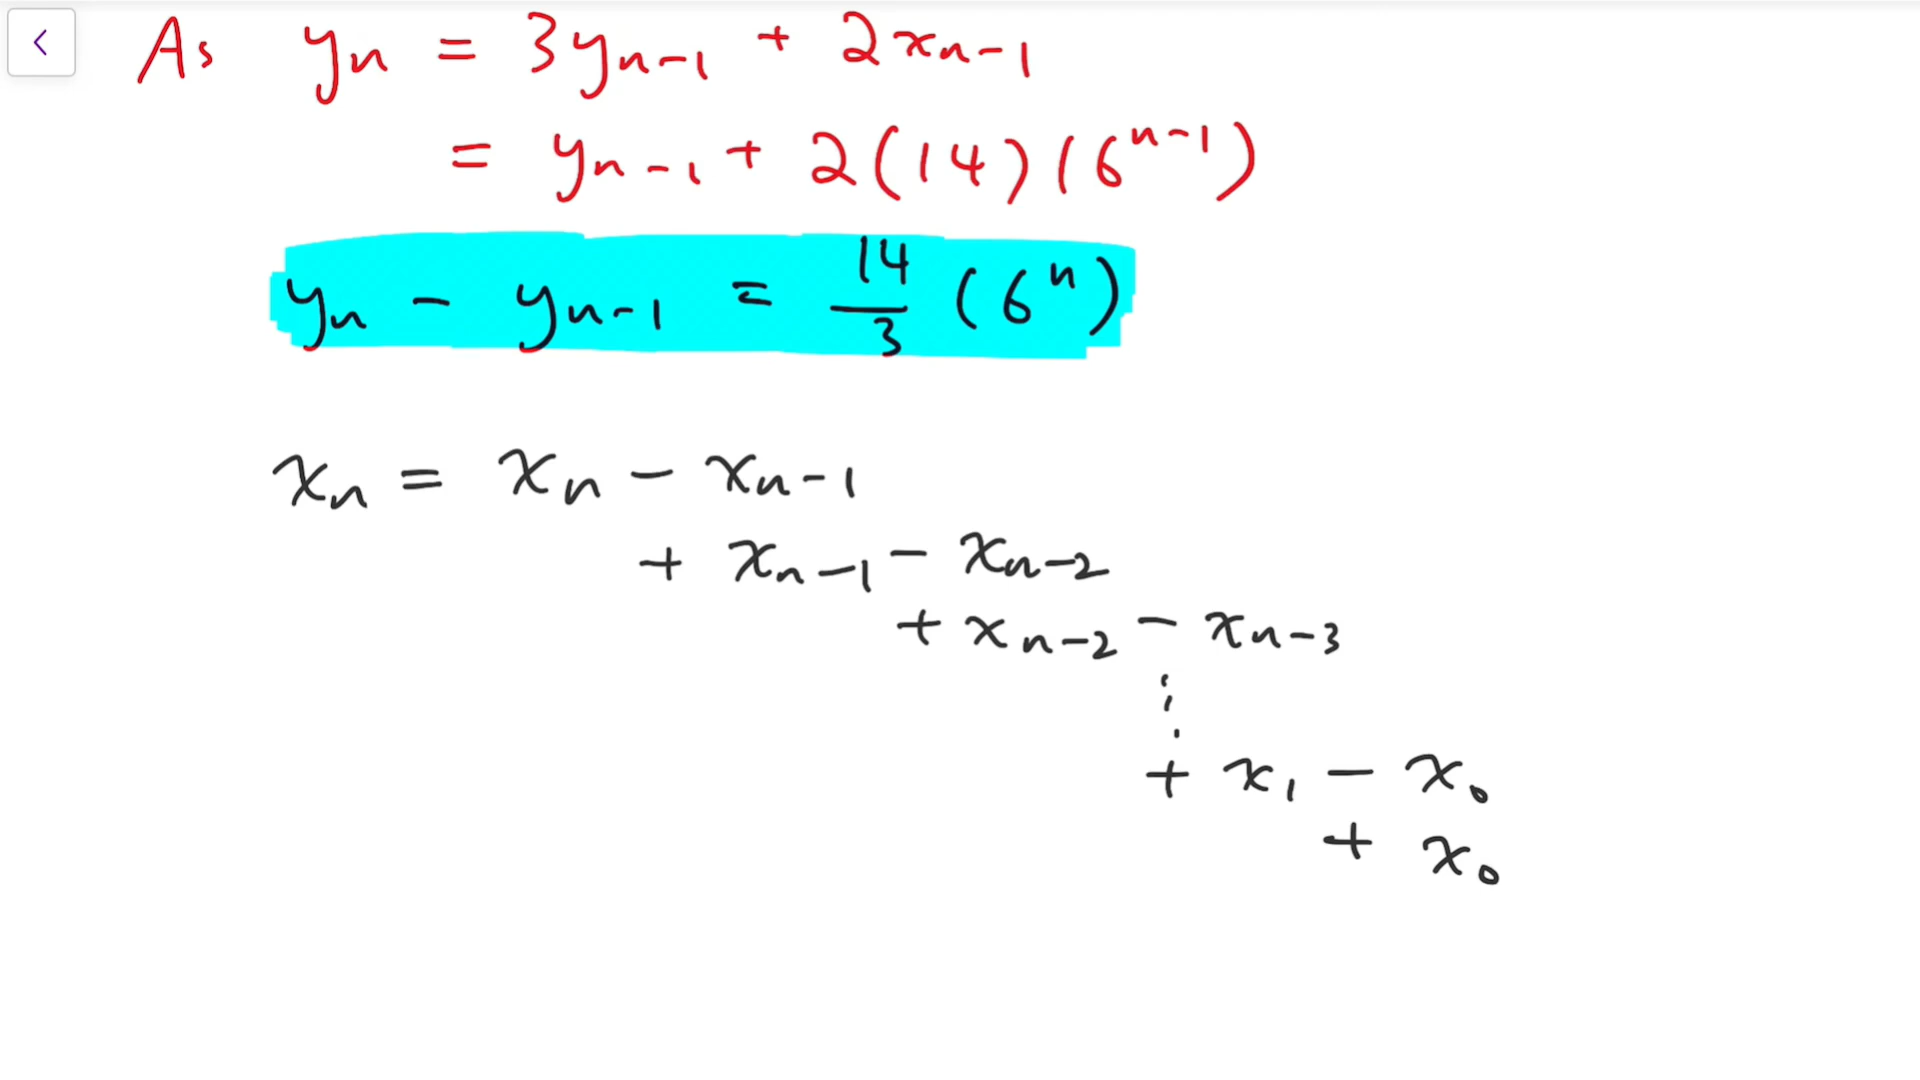 As yₙ = 3yₙ₋₁ + 2xₙ₋₁
= yₙ₋₁ + 2(14)(6ⁿ⁻¹)
yₙ - yₙ₋₁ = 14/3 (6ⁿ)
xₙ = xₙ - xₙ₋₁
+ xₙ₋₁ - xₙ₋₂
+ xₙ₋₂ - xₙ₋₃
⋮
+ x₁ - x₀
+ x₀